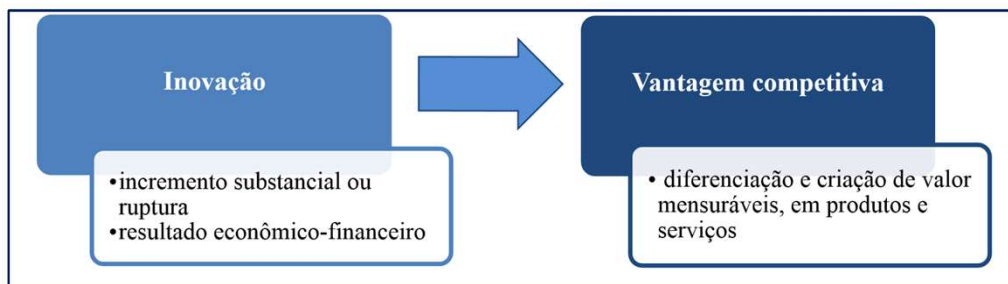 Inovação
•incremento substancial ou
ruptura
•resultado econômico-financeiro
Vantagem competitiva
• diferenciação e criação de valor
mensuráveis, em produtos e
serviços